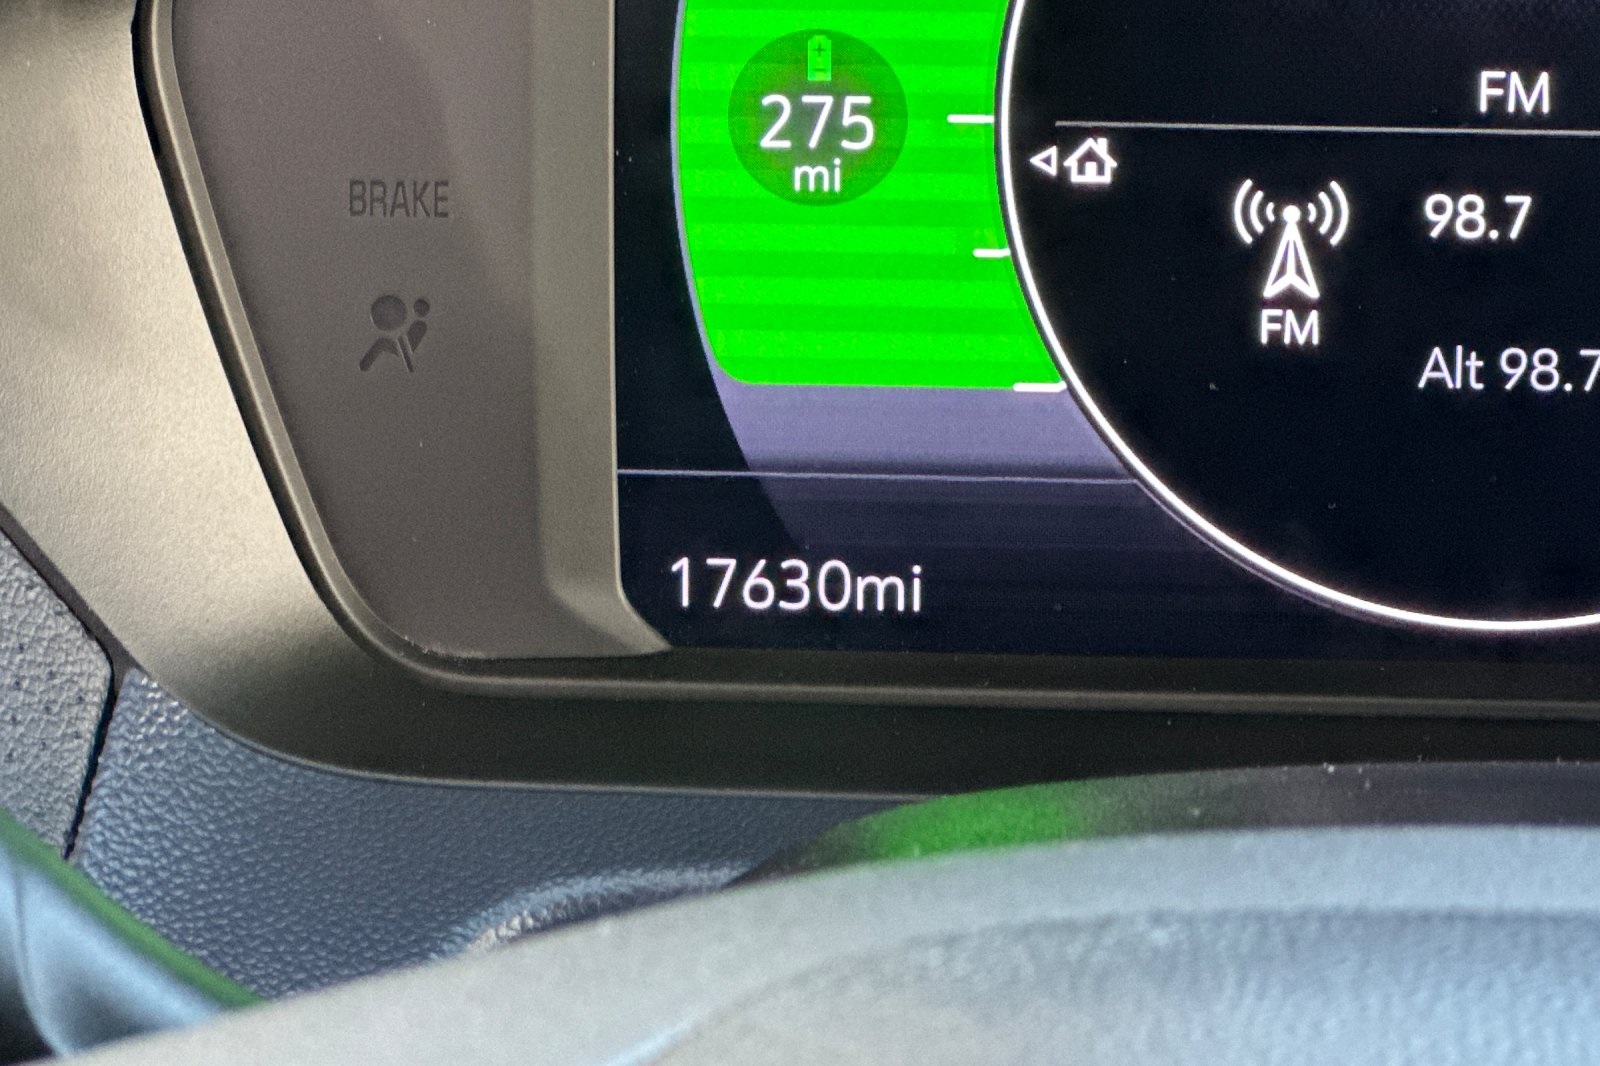 BRAKE
275
mi
FM
98.7
FM
Alt 98.7
17630mi